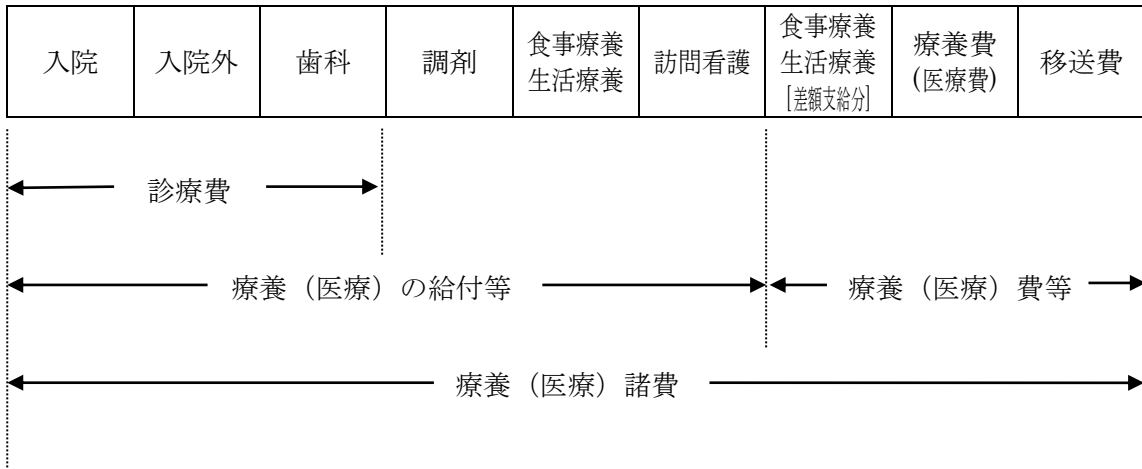 入院
入院外
歯科
調剤
食事療養
生活療養
訪問看護
食事療養
生活療養
[差額支給分]
療養費
(医療費)
移送費
診療費
療養（医療）の給付等
療養（医療）費等
療養（医療）諸費